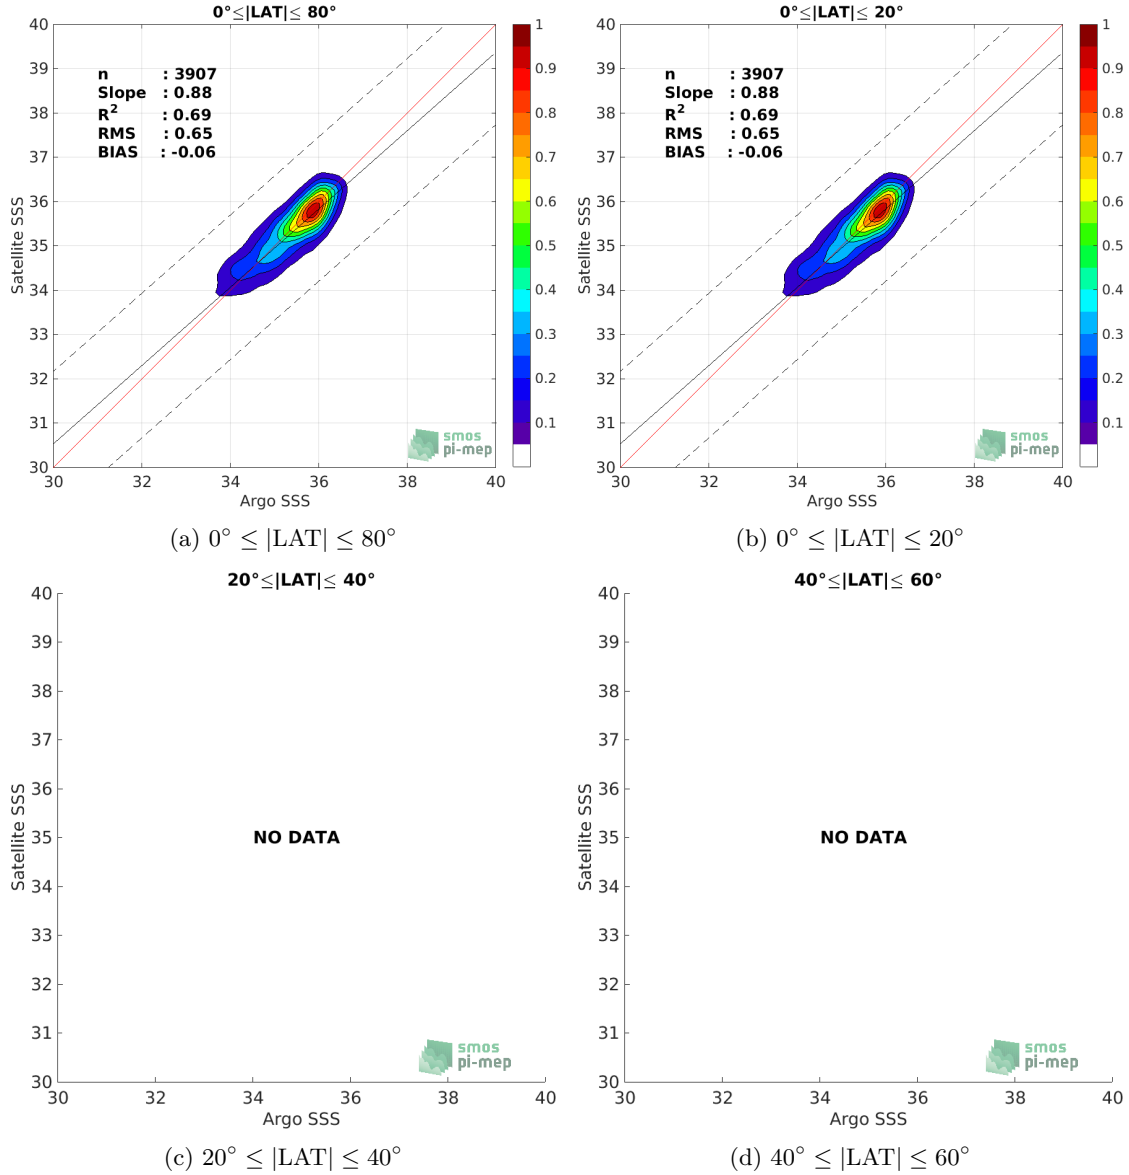 0°≤|LAT|≤ 80°
40
39
38
37
36
35
34
33
32
31
30
30 32 34 36 38 40
Satellite SSS
Argo SSS
n : 3907
Slope : 0.88
R² : 0.69
RMS : 0.65
BIAS : -0.06
1
0.9
0.8
0.7
0.6
0.5
0.4
0.3
0.2
0.1
smos
pi-mep
(a) 0° ≤ |LAT| ≤ 80°
0°≤|LAT|≤ 20°
40
39
38
37
36
35
34
33
32
31
30
30 32 34 36 38 40
Satellite SSS
Argo SSS
n : 3907
Slope : 0.88
R² : 0.69
RMS : 0.65
BIAS : -0.06
1
0.9
0.8
0.7
0.6
0.5
0.4
0.3
0.2
0.1
smos
pi-mep
(b) 0° ≤ |LAT| ≤ 20°
20°≤|LAT|≤ 40°
40
39
38
37
36
35
34
33
32
31
30
30 32 34 36 38 40
Satellite SSS
Argo SSS
NO DATA
smos
pi-mep
(c) 20° ≤ |LAT| ≤ 40°
40°≤|LAT|≤ 60°
40
39
38
37
36
35
34
33
32
31
30
30 32 34 36 38 40
Satellite SSS
Argo SSS
NO DATA
smos
pi-mep
(d) 40° ≤ |LAT| ≤ 60°